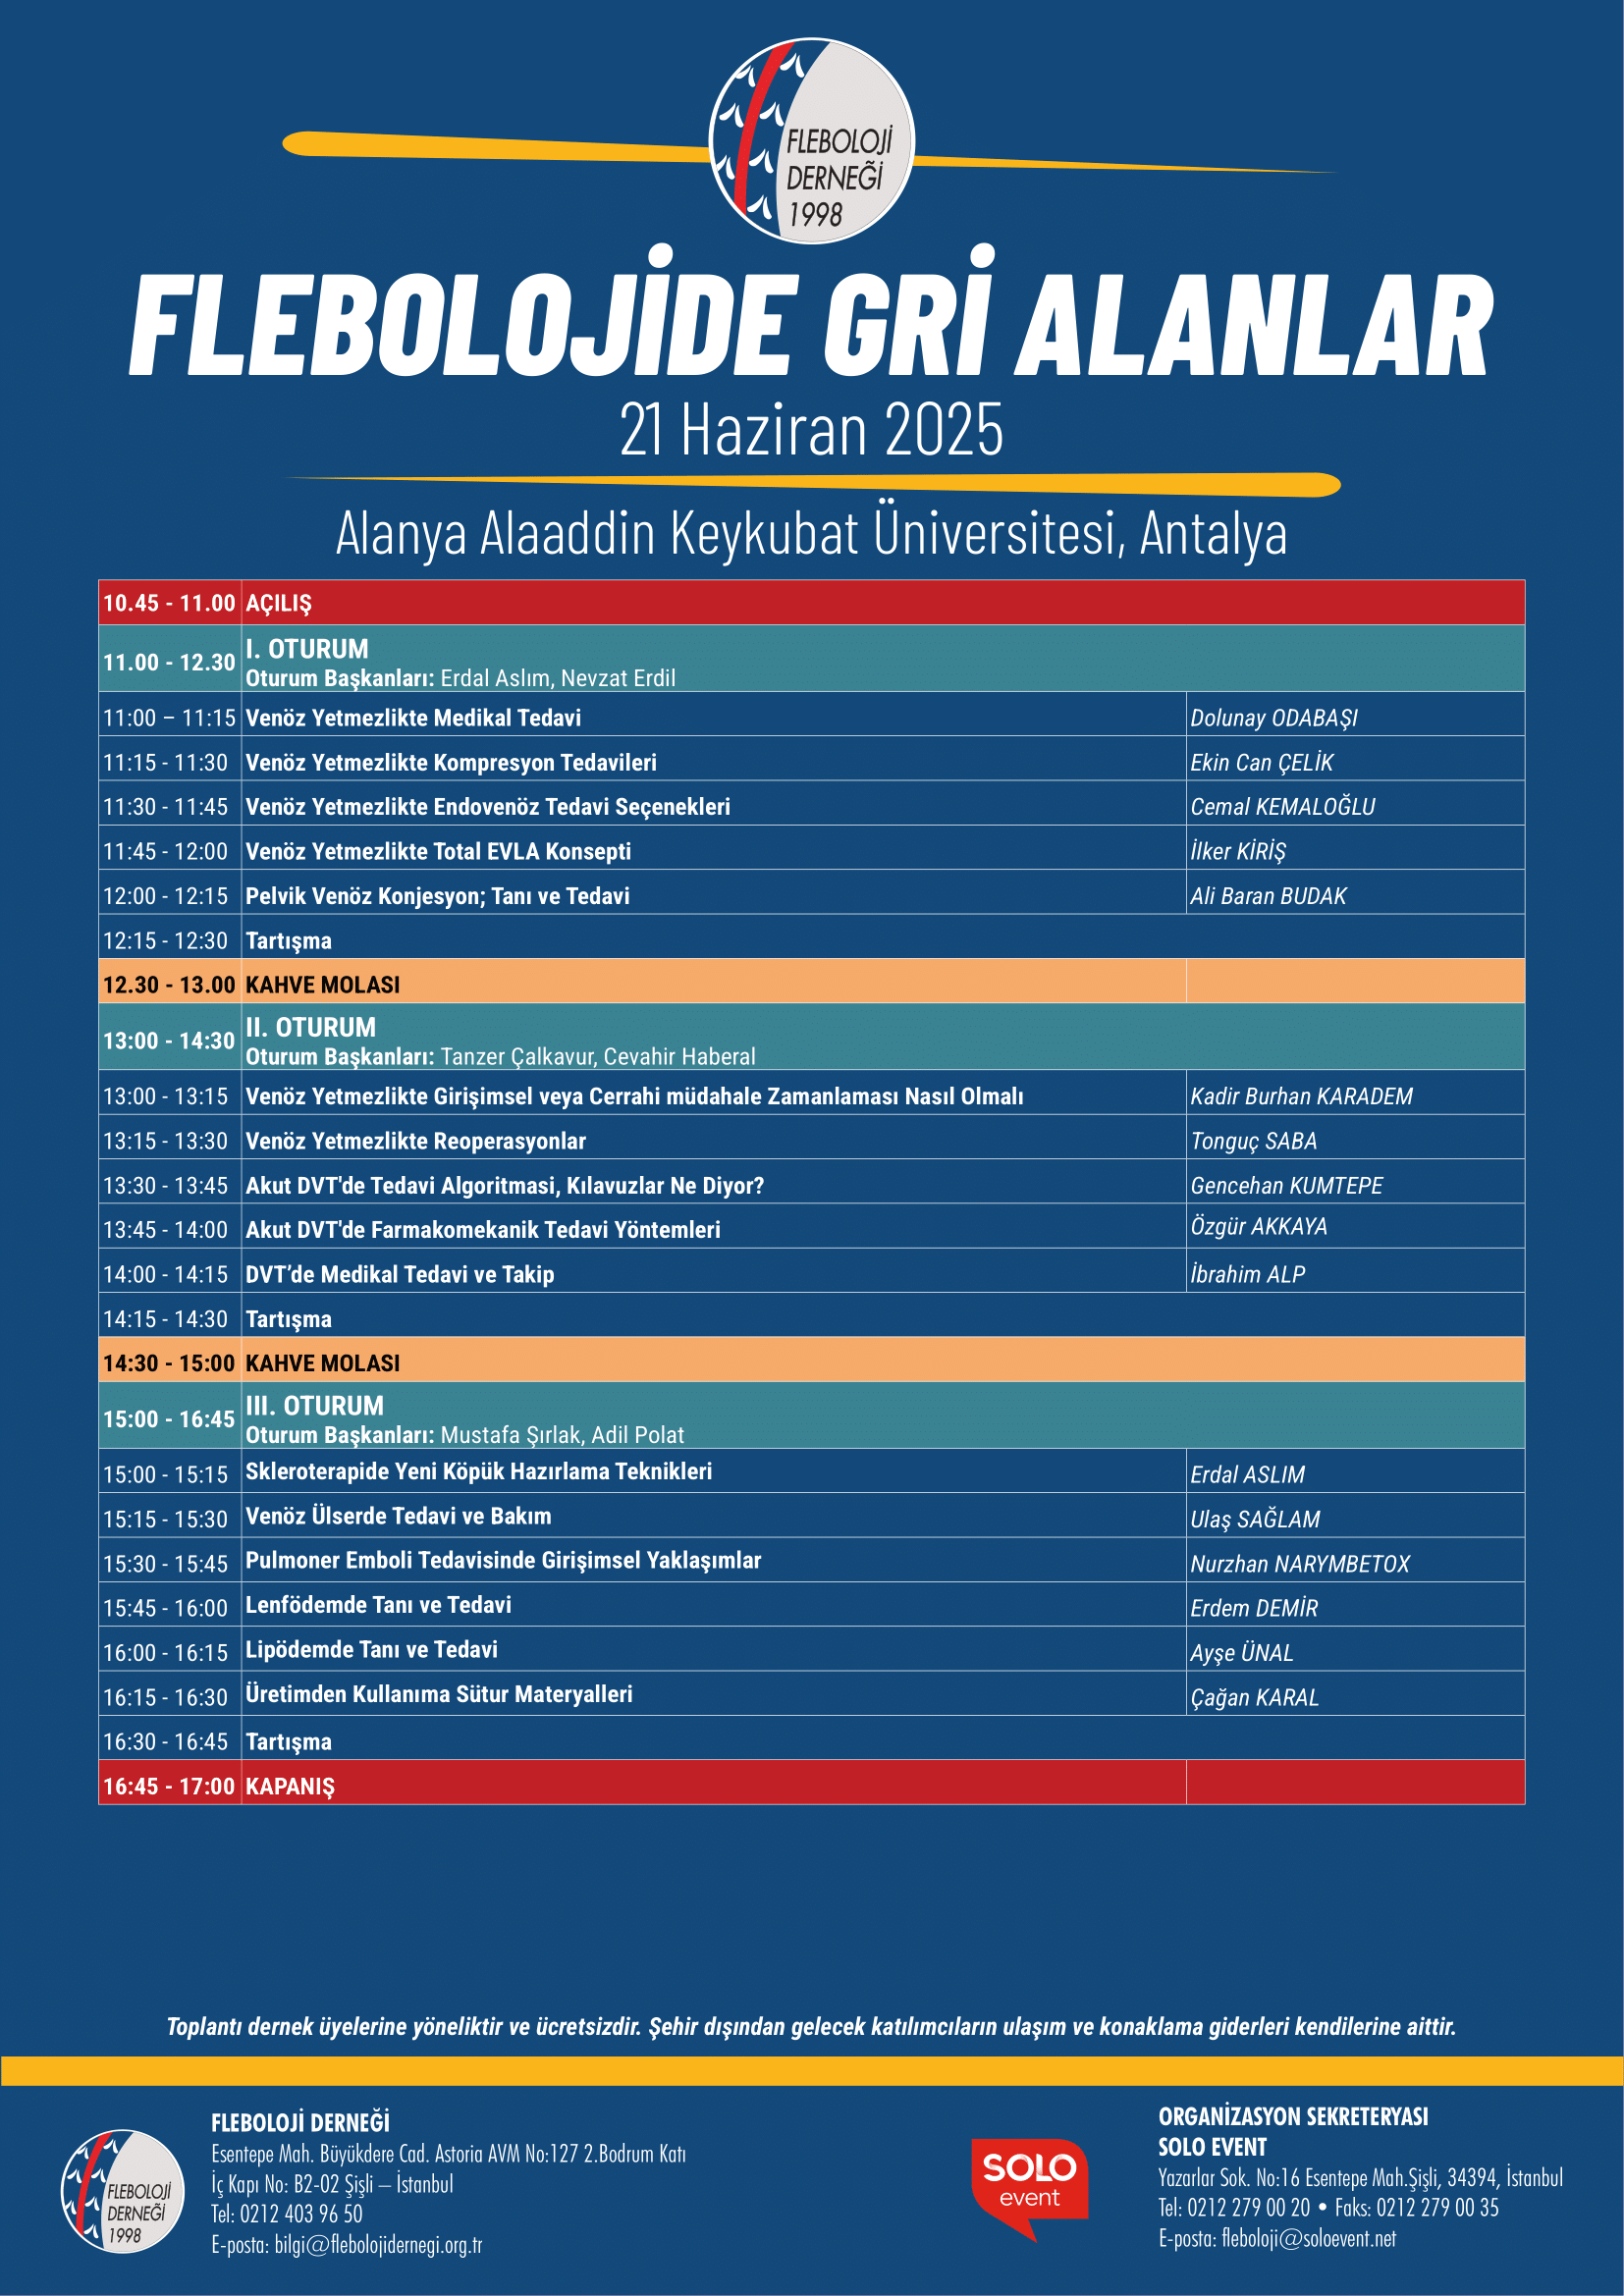 FLEBOLOJİ
DERNEĞİ
1998
FLEBOLOJİDE GRİ ALANLAR
21 Haziran 2025
Alanya Alaaddin Keykubat Üniversitesi, Antalya
10.45 - 11.00 AÇILIŞ
11.00 - 12.30 I. OTURUM
Oturum Başkanları: Erdal Aslım, Nevzat Erdil
11:00 – 11:15 Venöz Yetmezlikte Medikal Tedavi Dolunay ODABAŞI
11:15 - 11:30 Venöz Yetmezlikte Kompresyon Tedavileri Ekin Can ÇELİK
11:30 - 11:45 Venöz Yetmezlikte Endovenöz Tedavi Seçenekleri Cemal KEMALOĞLU
11:45 - 12:00 Venöz Yetmezlikte Total EVLA Konsepti İlker KİRİŞ
12:00 - 12:15 Pelvik Venöz Konjesyon; Tanı ve Tedavi Ali Baran BUDAK
12:15 - 12:30 Tartışma
12.30 - 13.00 KAHVE MOLASI
13:00 - 14:30 II. OTURUM
Oturum Başkanları: Tanzer Çalkavur, Cevahir Haberal
13:00 - 13:15 Venöz Yetmezlikte Girişimsel veya Cerrahi müdahale Zamanlaması Nasıl Olmalı Kadir Burhan KARADEM
13:15 - 13:30 Venöz Yetmezlikte Reoperasyonlar Tonguç SABA
13:30 - 13:45 Akut DVT'de Tedavi Algoritması, Kılavuzlar Ne Diyor? Gencehan KUMTEPE
13:45 - 14:00 Akut DVT'de Farmakomekanik Tedavi Yöntemleri Özgür AKKAYA
14:00 - 14:15 DVT’de Medikal Tedavi ve Takip İbrahim ALP
14:15 - 14:30 Tartışma
14:30 - 15:00 KAHVE MOLASI
15:00 - 16:45 III. OTURUM
Oturum Başkanları: Mustafa Şırlak, Adil Polat
15:00 - 15:15 Skleroterapide Yeni Köpük Hazırlama Teknikleri Erdal ASLIM
15:15 - 15:30 Venöz Ülserde Tedavi ve Bakım Ulaş SAĞLAM
15:30 - 15:45 Pulmoner Emboli Tedavisinde Girişimsel Yaklaşımlar Nurzhan NARYMBETOX
15:45 - 16:00 Lenfödemde Tanı ve Tedavi Erdem DEMİR
16:00 - 16:15 Lipödemde Tanı ve Tedavi Ayşe ÜNAL
16:15 - 16:30 Üretimden Kullanıma Sütur Materyalleri Çağan KARAL
16:30 - 16:45 Tartışma
16:45 - 17:00 KAPANIŞ
Toplantı dernek üyelerine yöneliktir ve ücretsizdir. Şehir dışından gelecek katılımcıların ulaşım ve konaklama giderleri kendilerine aittir.
FLEBOLOJİ
DERNEĞİ
1998
FLEBOLOJİ DERNEĞİ
Esentepe Mah. Büyükdere Cad. Astoria AVM No:127 2.Bodrum Katı
İç Kapı No: B2-02 Şişli – İstanbul
Tel: 0212 403 96 50
E-posta: bilgi@flebolojidernegi.org.tr
SOLO
event
ORGANİZASYON SEKRETERYASI
SOLO EVENT
Yazarlar Sok. No:16 Esentepe Mah.Şişli, 34394, İstanbul
Tel: 0212 279 00 20 • Faks: 0212 279 00 35
E-posta: fleboloji@soloevent.net